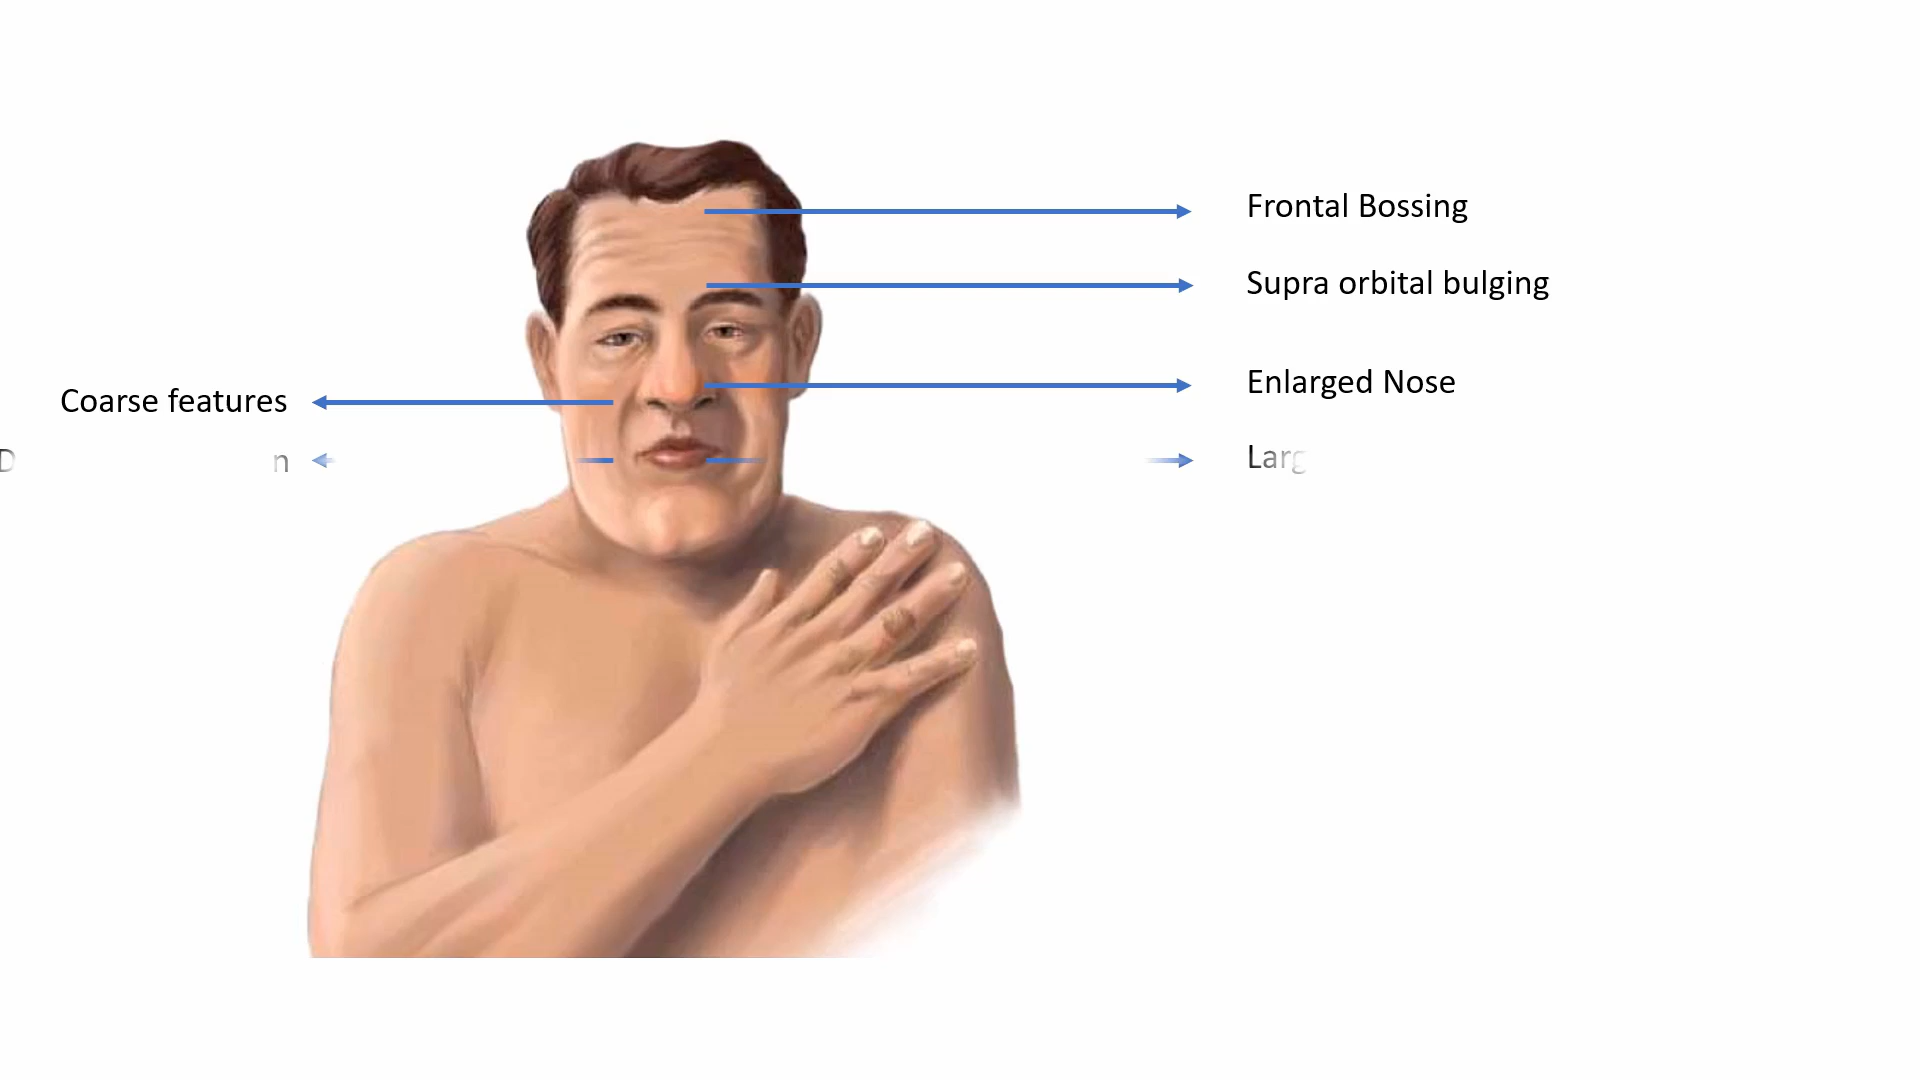 Frontal Bossing
Supra orbital bulging
Enlarged Nose
Coarse features